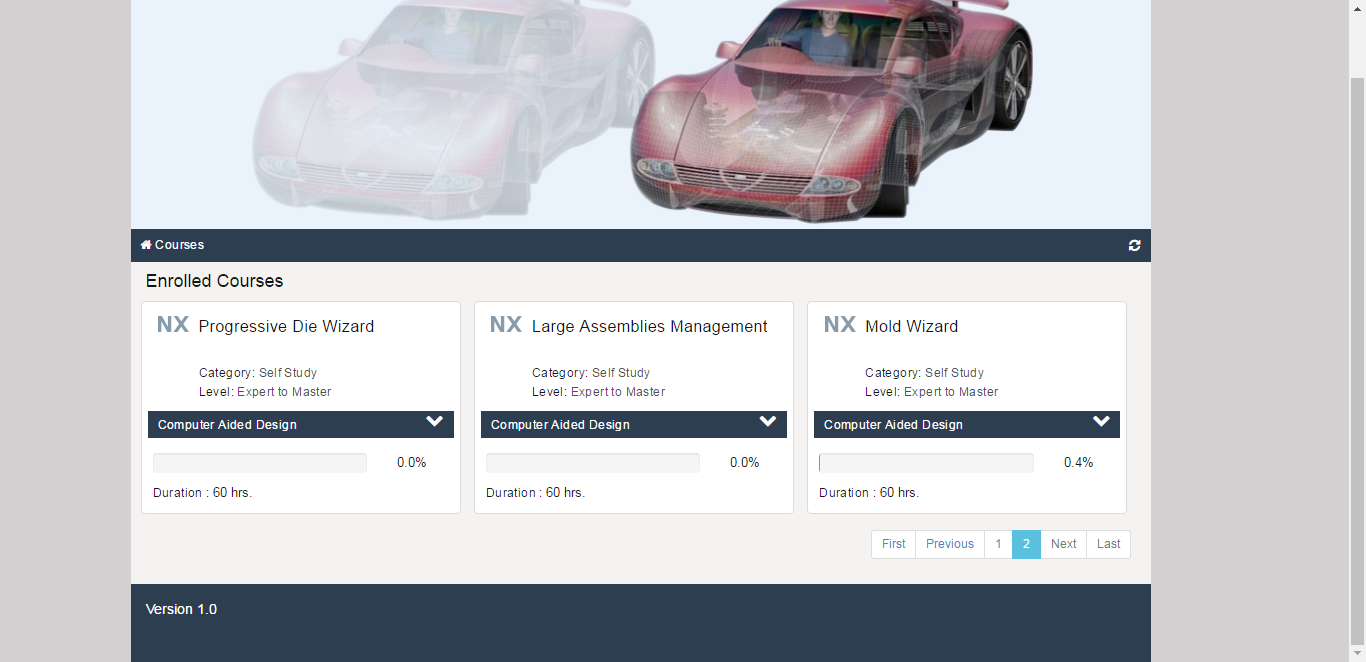 Courses
Enrolled Courses
NX Progressive Die Wizard
Category: Self Study
Level: Expert to Master
Computer Aided Design
0.0%
Duration : 60 hrs.
NX Large Assemblies Management
Category: Self Study
Level: Expert to Master
Computer Aided Design
0.0%
Duration : 60 hrs.
NX Mold Wizard
Category: Self Study
Level: Expert to Master
Computer Aided Design
0.4%
Duration : 60 hrs.
First Previous 1 2 Next Last
Version 1.0